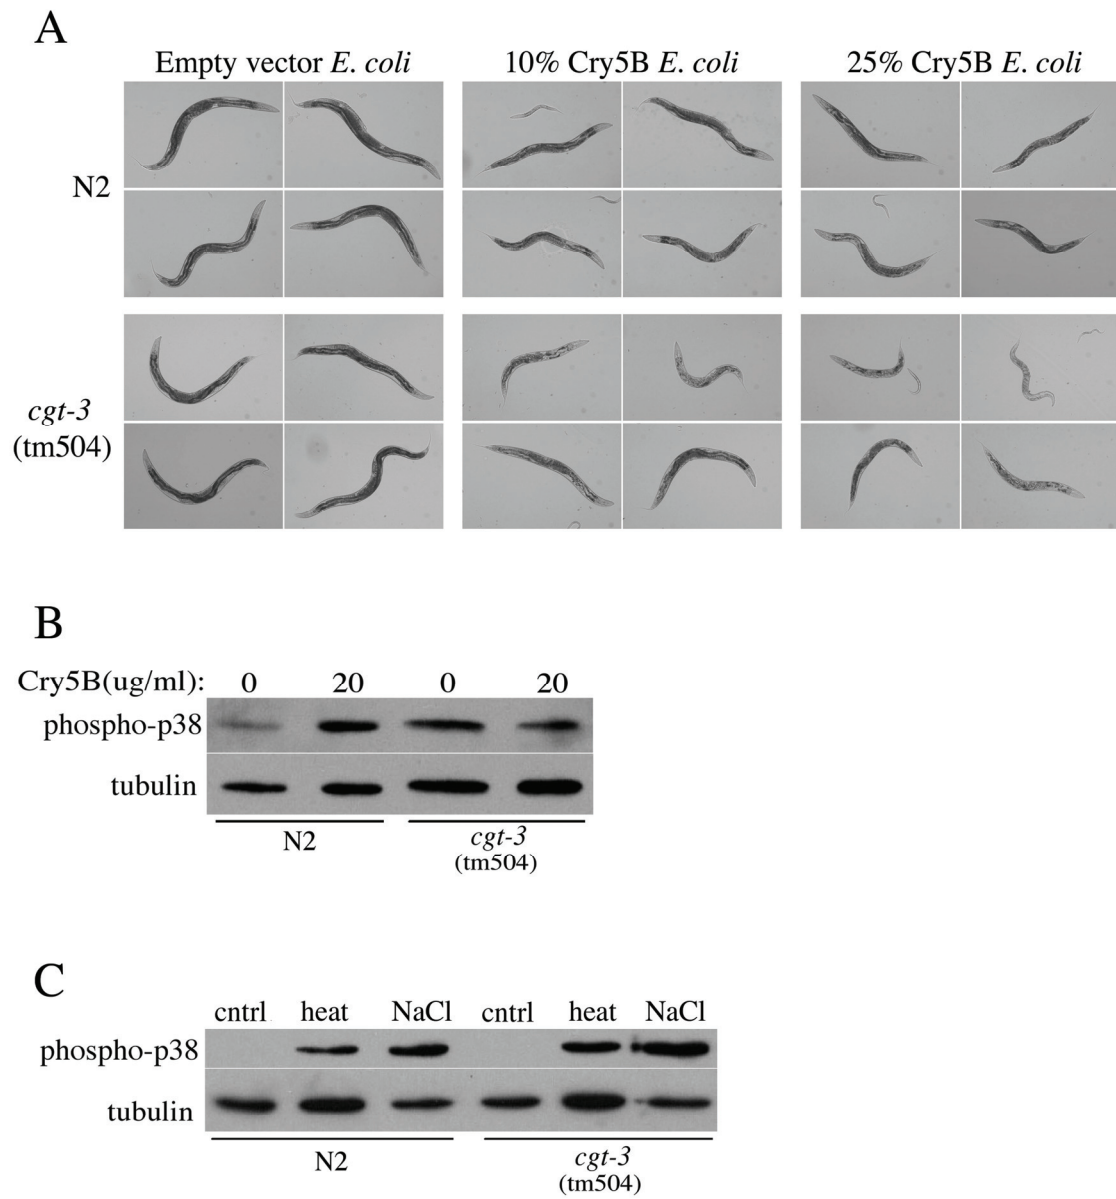 A
Empty vector E. coli 10% Cry5B E. coli 25% Cry5B E. coli
N2
cgt-3
(tm504)
B
Cry5B(ug/ml): 0 20 0 20
phospho-p38
tubulin
N2 cgt-3
(tm504)
C
cntrl heat NaCl cntrl heat NaCl
phospho-p38
tubulin
N2 cgt-3
(tm504)